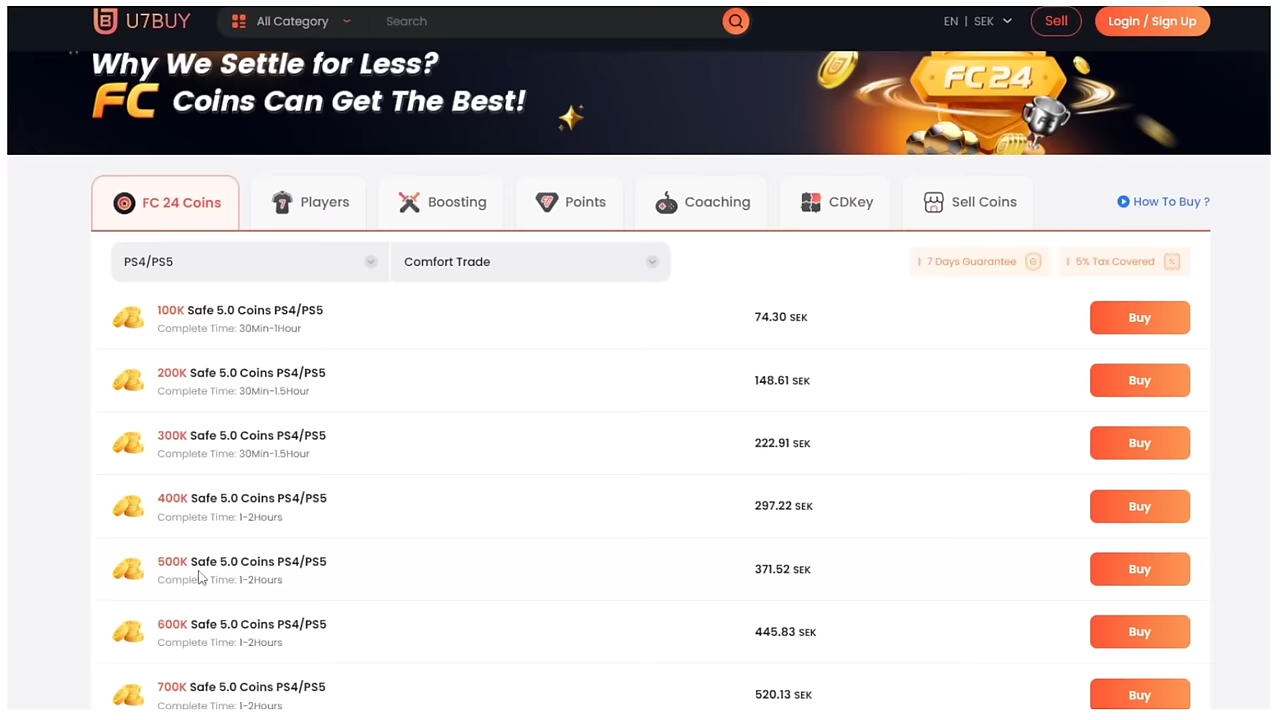 U7BUY
All Category
Search
EN | SEK
Sell
Login / Sign Up
Why We Settle for Less?
FC Coins Can Get The Best!
FC 24
FC 24 Coins
Players
Boosting
Points
Coaching
CDKey
Sell Coins
How To Buy ?
PS4/PS5
Comfort Trade
7 Days Guarantee
5% Tax Covered
100K Safe 5.0 Coins PS4/PS5
Complete Time: 30Min-1Hour
74.30 SEK
Buy
200K Safe 5.0 Coins PS4/PS5
Complete Time: 30Min-1.5Hour
148.61 SEK
Buy
300K Safe 5.0 Coins PS4/PS5
Complete Time: 30Min-1.5Hour
222.91 SEK
Buy
400K Safe 5.0 Coins PS4/PS5
Complete Time: 1-2Hours
297.22 SEK
Buy
500K Safe 5.0 Coins PS4/PS5
Complete Time: 1-2Hours
371.52 SEK
Buy
600K Safe 5.0 Coins PS4/PS5
Complete Time: 1-2Hours
445.83 SEK
Buy
700K Safe 5.0 Coins PS4/PS5
Complete Time: 1-2Hours
520.13 SEK
Buy